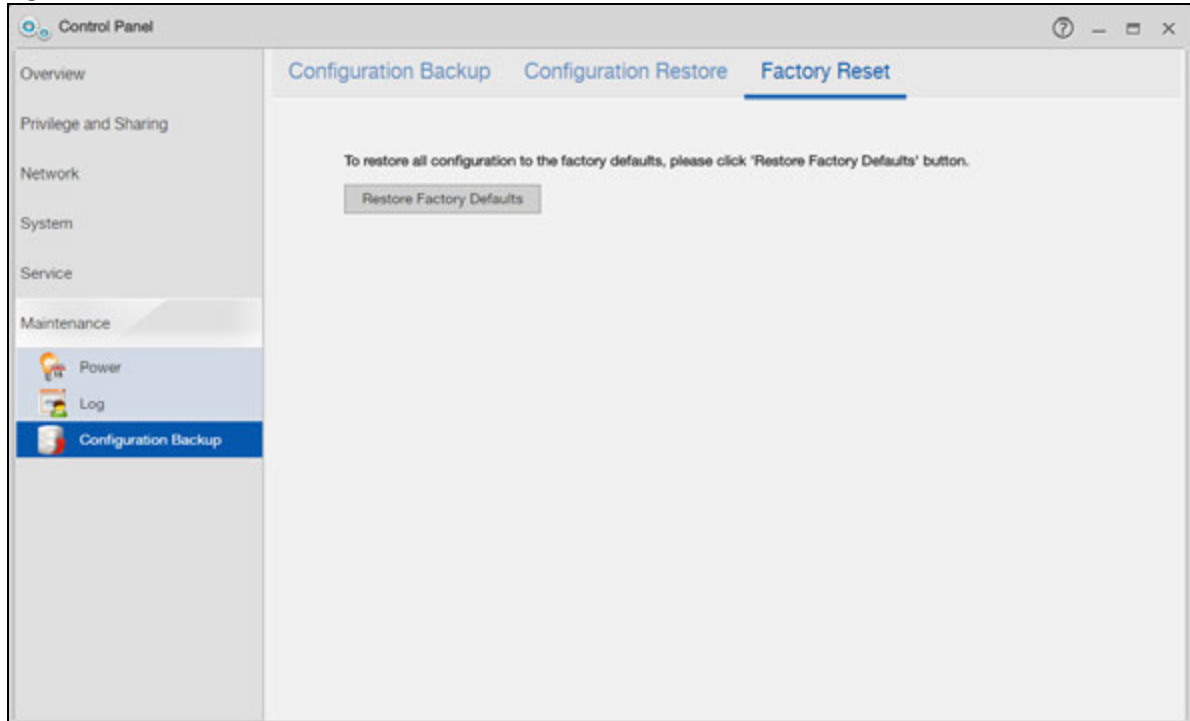 Control Panel
Overview
Privilege and Sharing
Network
System
Service
Maintenance
Power
Log
Configuration Backup
Configuration Backup Configuration Restore Factory Reset
To restore all configuration to the factory defaults, please click 'Restore Factory Defaults' button.
Restore Factory Defaults